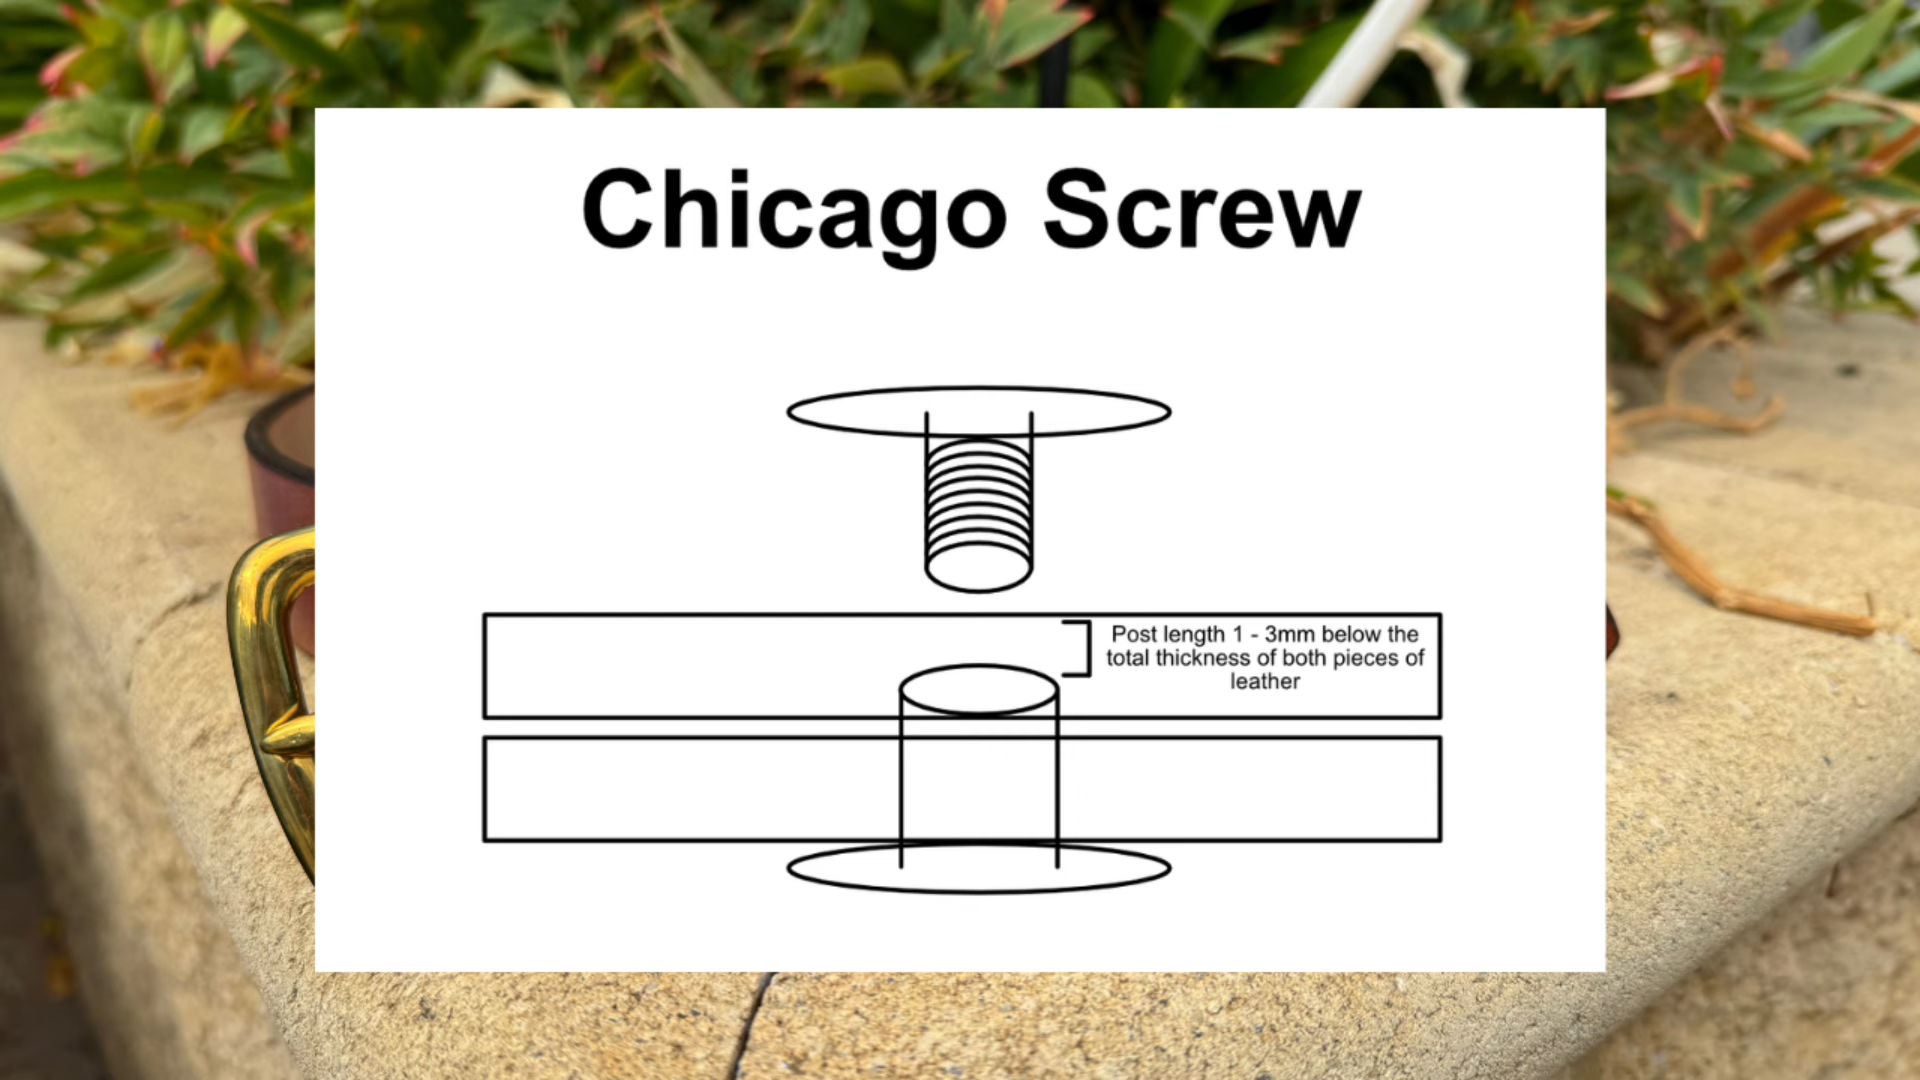 Chicago Screw
Post length 1 - 3mm below the
total thickness of both pieces of
leather